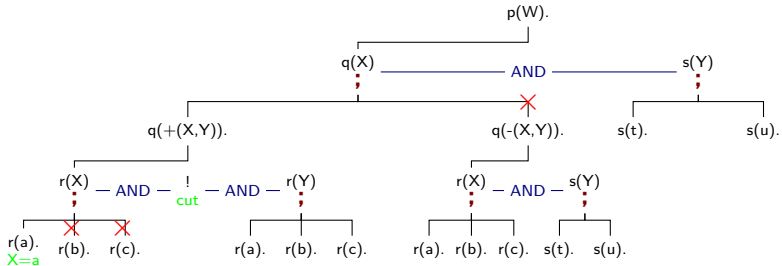 p(W).
q(X) AND s(Y)
q(+(X,Y)). q(-(X,Y)). s(t). s(u).
r(X) AND ! AND r(Y) r(X) AND s(Y)
cut
r(a). r(b). r(c). r(a). r(b). r(c). r(a). r(b). r(c). s(t). s(u).
X=a